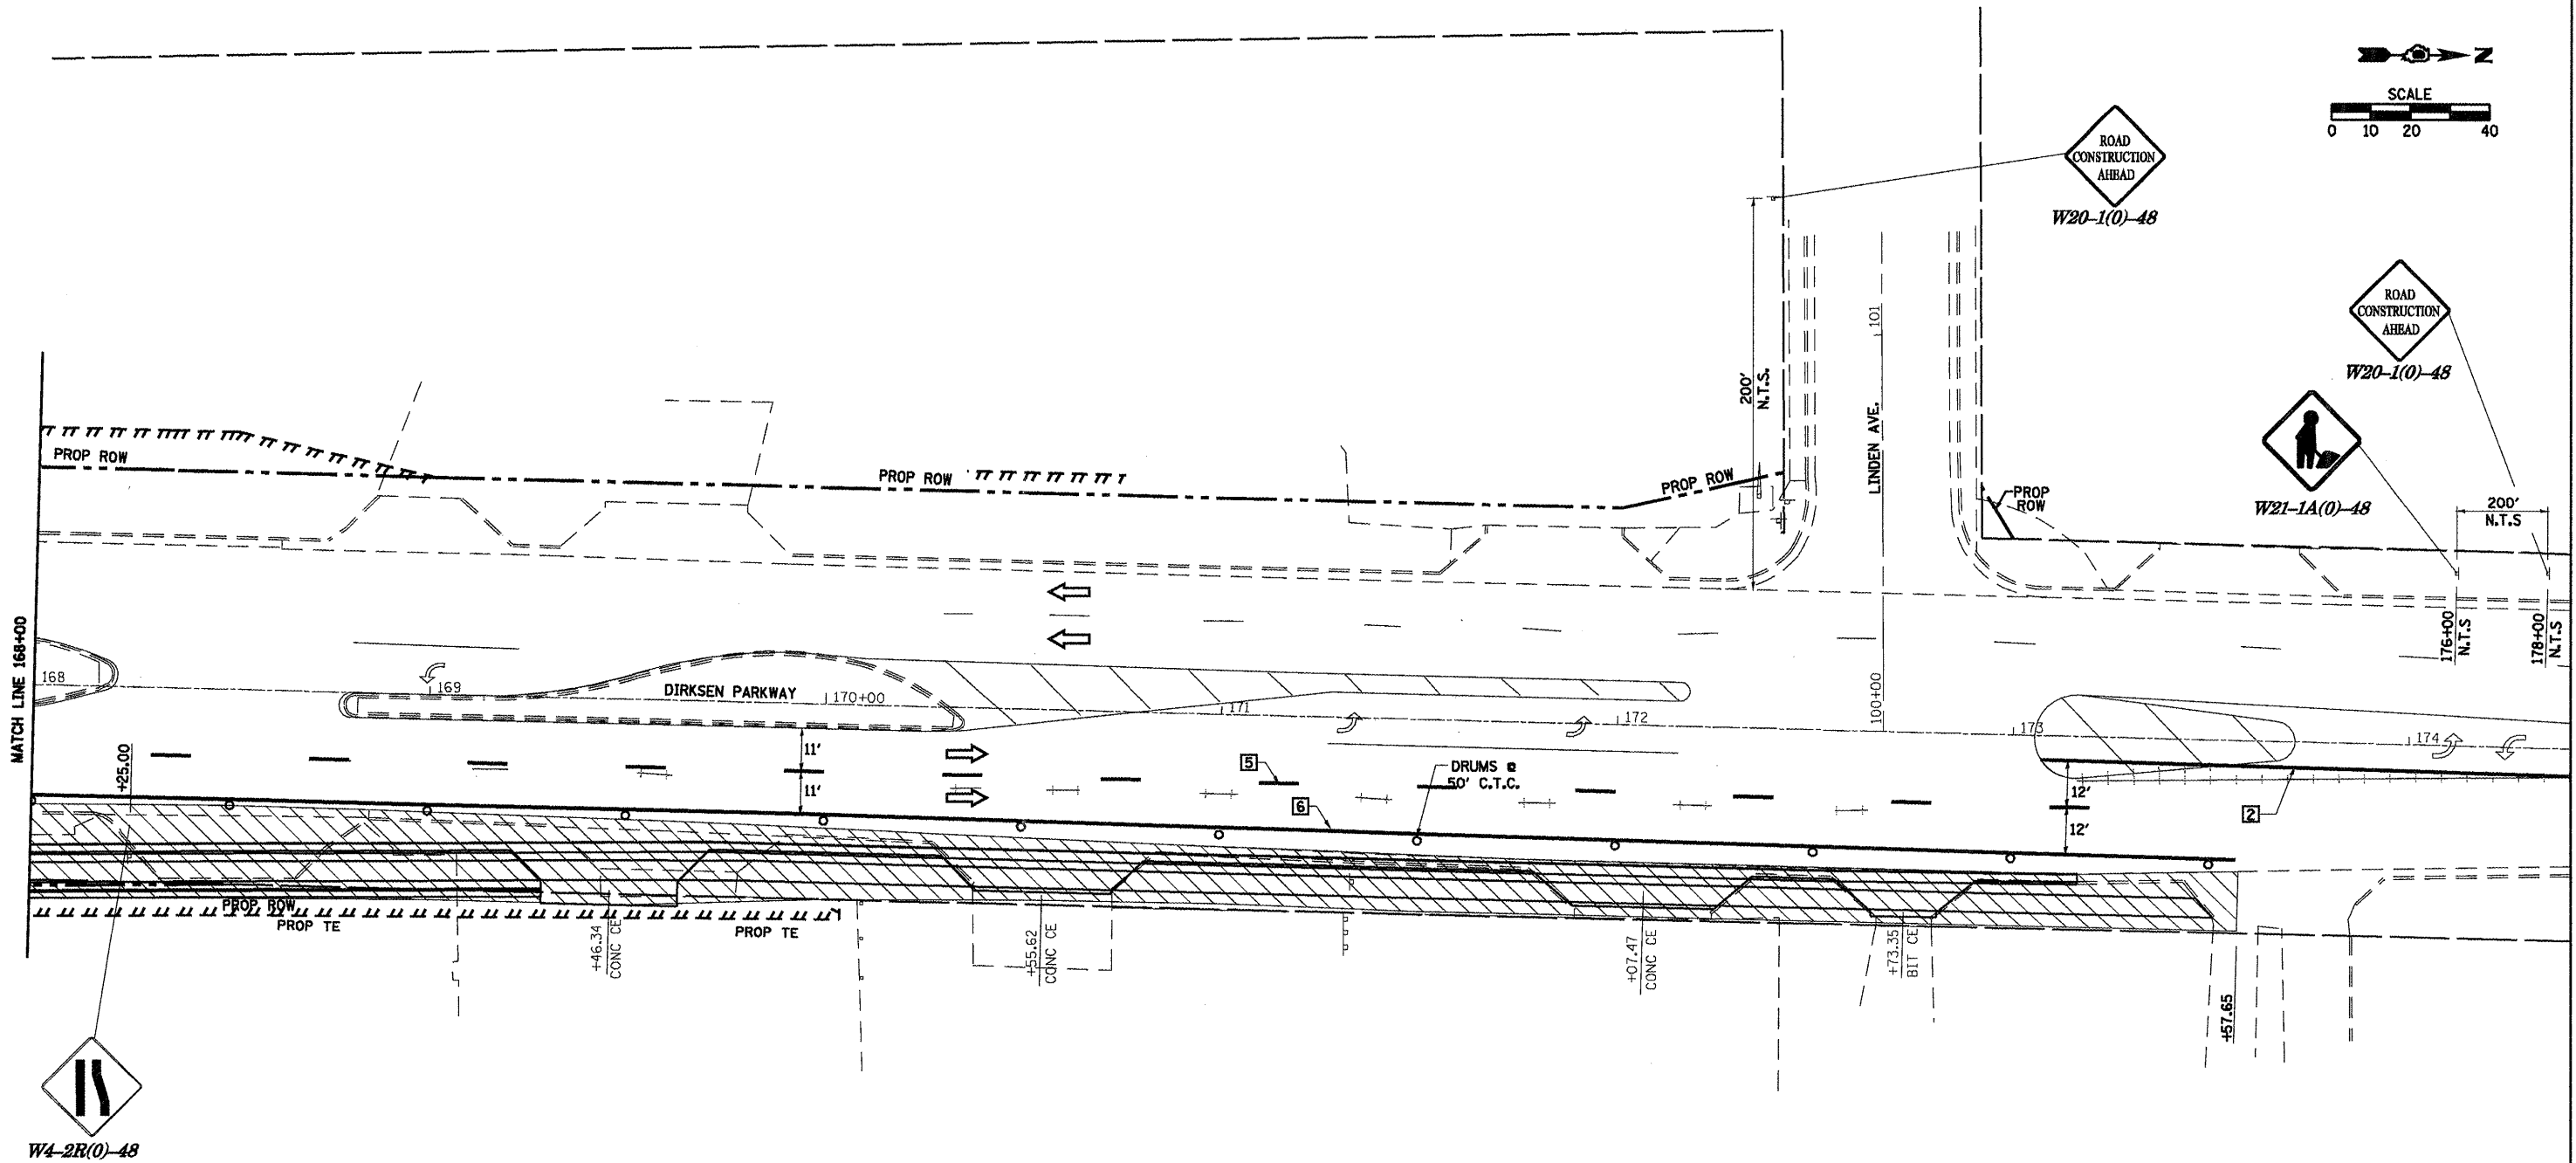 N
SCALE
0 10 20 40
ROAD
CONSTRUCTION
AHEAD
W20-1(0)-48
ROAD
CONSTRUCTION
AHEAD
W20-1(0)-48
W21-1A(0)-48
200'
N.T.S.
LINDEN AVE.
101
100+00
PROP ROW
PROP ROW
PROP ROW
PROP
ROW
200'
N.T.S
176+00
N.T.S
178+00
N.T.S
MATCH LINE 168+00
168
169
DIRKSEN PARKWAY
170+00
171
172
173
174
+25.00
11'
11'
5
DRUMS @
50' C.T.C.
6
12'
12'
2
PROP ROW
PROP TE
PROP TE
+46.34
CONC CE
+55.62
CONC CE
+07.47
CONC CE
+73.35
BIT CE
+57.65
W4-2R(0)-48